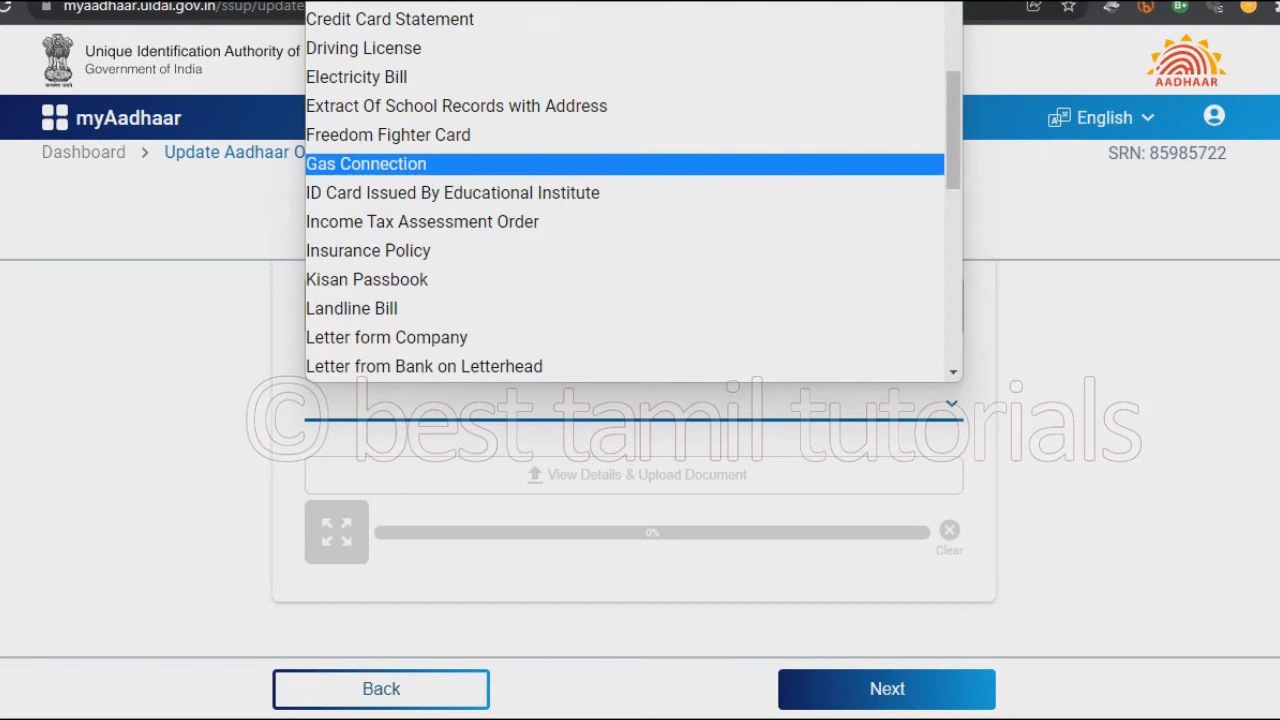 myaadhaar.uidai.gov.in/ssup/update
Credit Card Statement
Driving License
Electricity Bill
Extract Of School Records with Address
Freedom Fighter Card
Gas Connection
ID Card Issued By Educational Institute
Income Tax Assessment Order
Insurance Policy
Kisan Passbook
Landline Bill
Letter form Company
Letter from Bank on Letterhead
Unique Identification Authority of
Government of India
AADHAAR
myAadhaar
English
Dashboard > Update Aadhaar O
SRN: 85985722
© best tamil tutorials
View Details & Upload Document
0%
Clear
Back
Next